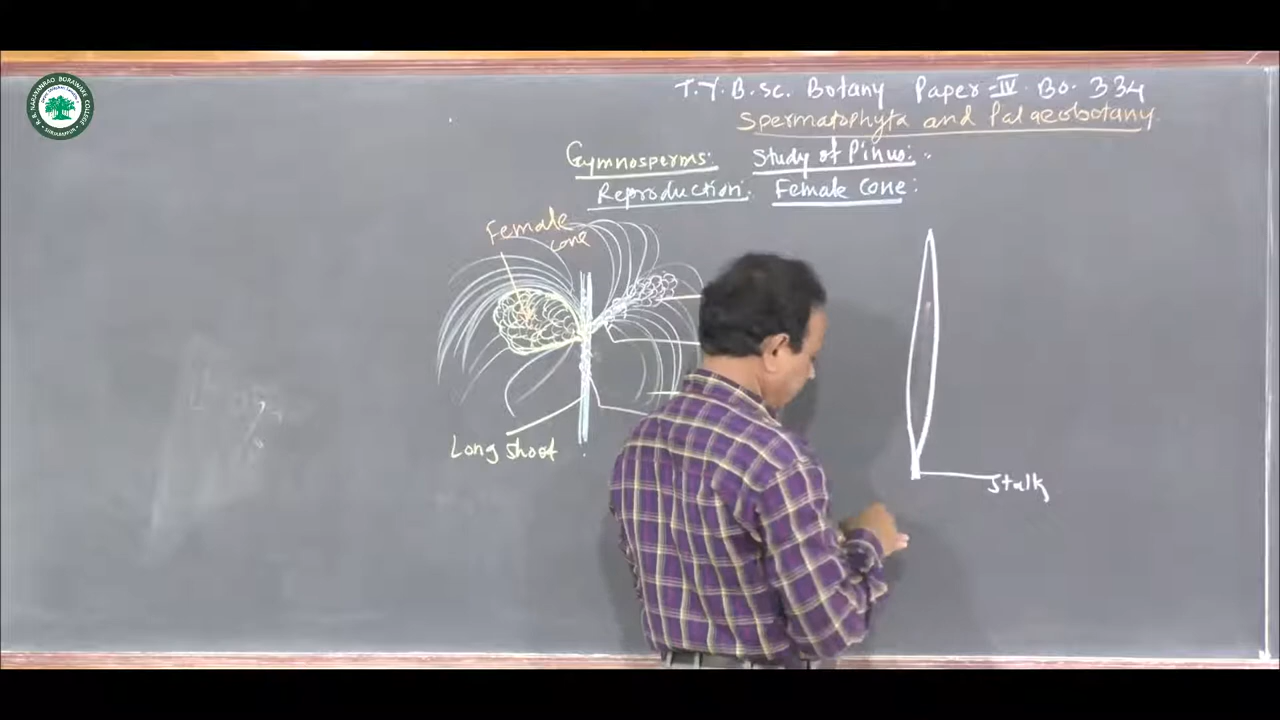 T.Y.B.sc. Botany Paper-IV. Bo. 334
Spermatophyta and Palaeobotany
Gymnosperms: Study of Pinus:
Reproduction: Female Cone:
Female
cone
Long shoot
Stalk